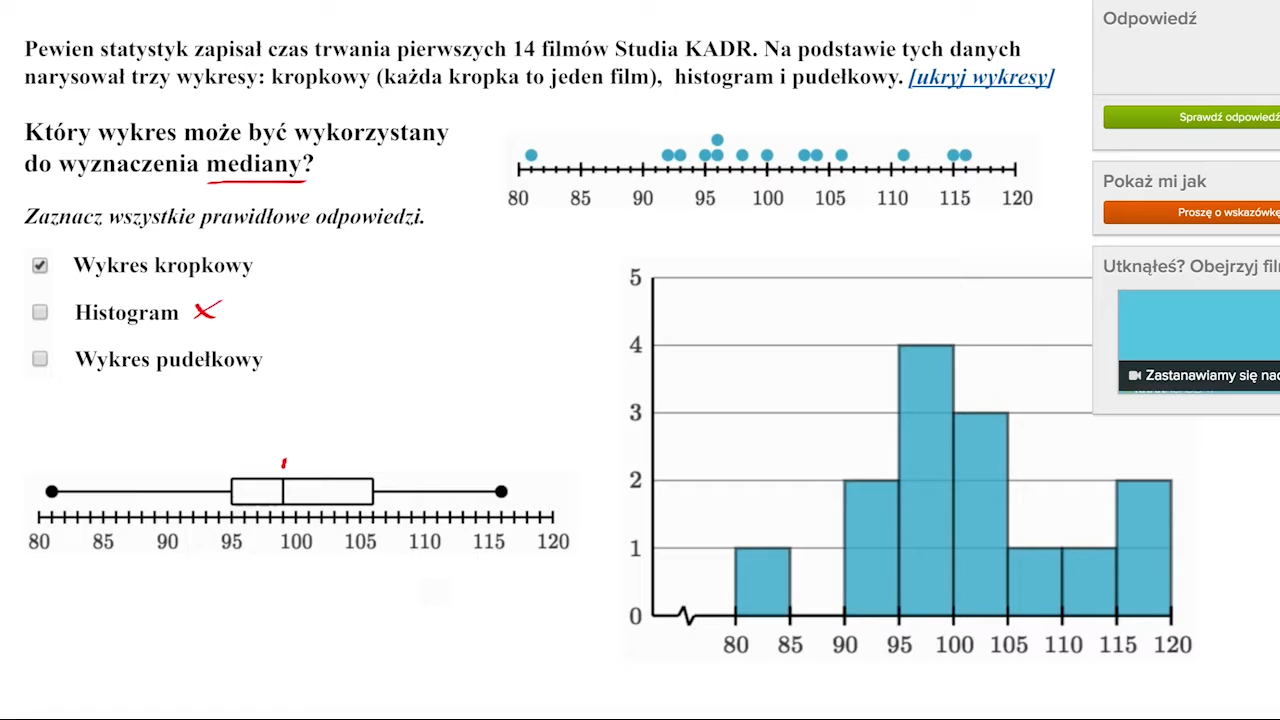 Pewien statystyk zapisał czas trwania pierwszych 14 filmów Studia KADR. Na podstawie tych danych
narysował trzy wykresy: kropkowy (każda kropka to jeden film), histogram i pudełkowy. [ukryj wykresy]
Który wykres może być wykorzystany
do wyznaczenia mediany?
Zaznacz wszystkie prawidłowe odpowiedzi.
Wykres kropkowy
Histogram
Wykres pudełkowy
80 85 90 95 100 105 110 115 120
80 85 90 95 100 105 110 115 120
5
4
3
2
1
0
80 85 90 95 100 105 110 115 120
Odpowiedź
Sprawdź odpowiedź
Pokaż mi jak
Proszę o wskazówkę
Utknąłeś? Obejrzyj fil
Zastanawiamy się nad